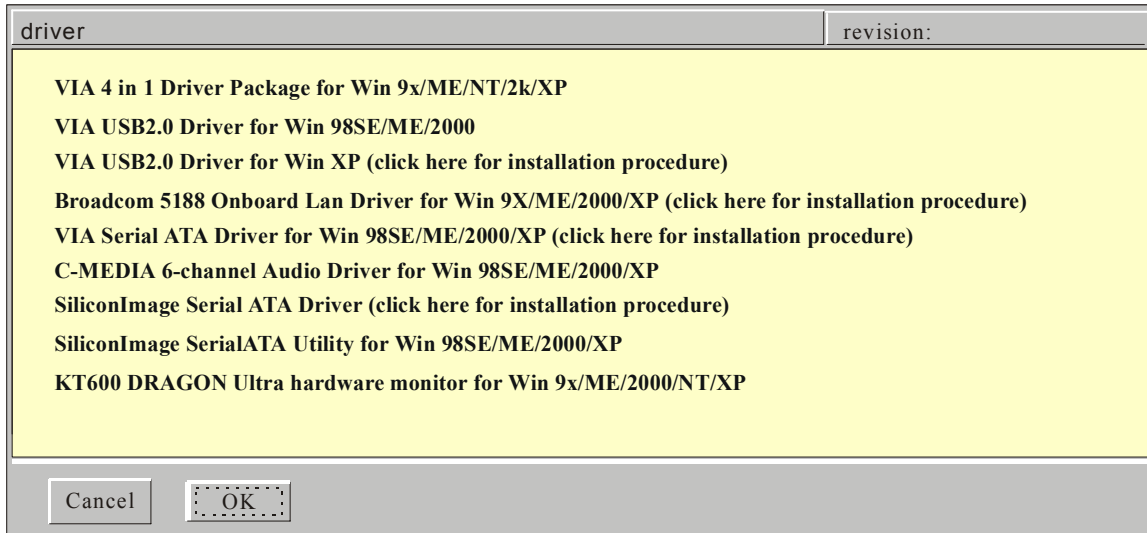 driver revision:
VIA 4 in 1 Driver Package for Win 9x/ME/NT/2k/XP
VIA USB2.0 Driver for Win 98SE/ME/2000
VIA USB2.0 Driver for Win XP (click here for installation procedure)
Broadcom 5188 Onboard Lan Driver for Win 9X/ME/2000/XP (click here for installation procedure)
VIA Serial ATA Driver for Win 98SE/ME/2000/XP (click here for installation procedure)
C-MEDIA 6-channel Audio Driver for Win 98SE/ME/2000/XP
SiliconImage Serial ATA Driver (click here for installation procedure)
SiliconImage SerialATA Utility for Win 98SE/ME/2000/XP
KT600 DRAGON Ultra hardware monitor for Win 9x/ME/2000/NT/XP
Cancel OK